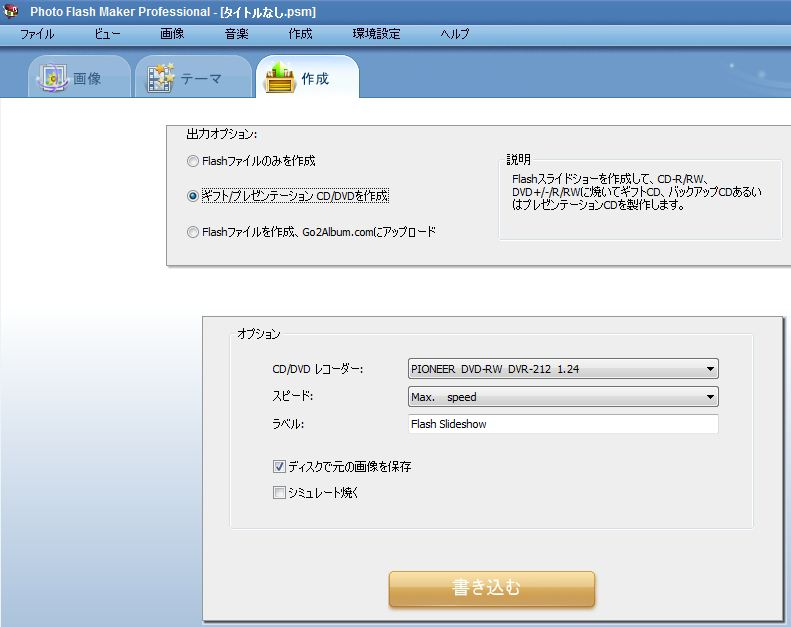 Photo Flash Maker Professional - [タイトルなし.psm]
ファイル ビュー 画像 音楽 作成 環境設定 ヘルプ
画像 テーマ 作成
出力オプション:
Flashファイルのみを作成
ギフト/プレゼンテーション CD/DVDを作成
Flashファイルを作成、Go2Album.comにアップロード
説明
Flashスライドショーを作成して、CD-R/RW、
DVD+/-R/RWに焼いてギフトCD、バックアップCDあるい
はプレゼンテーションCDを製作します。
オプション
CD/DVD レコーダー: PIONEER DVD-RW DVR-212 1.24
スピード: Max. speed
ラベル: Flash Slideshow
ディスクで元の画像を保存
シミュレート焼く
書き込む